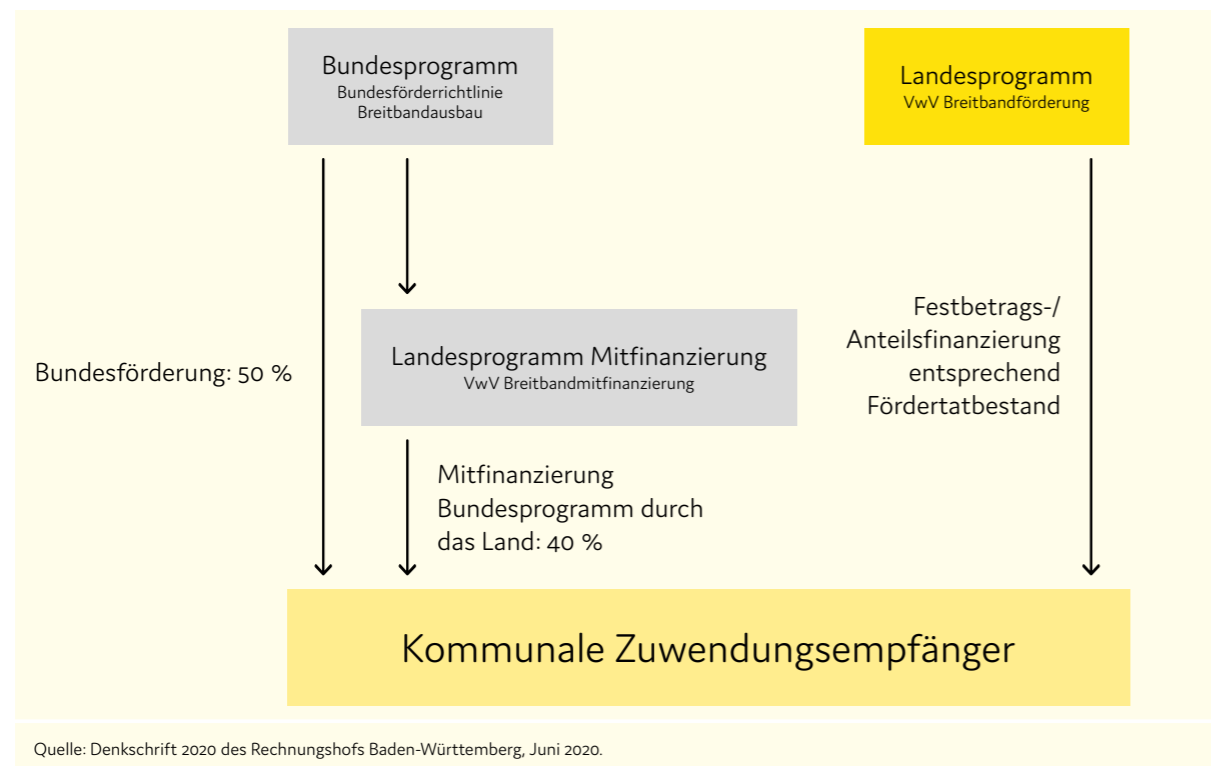 Bundesprogramm
Bundesförderrichtlinie
Breitbandausbau
Landesprogramm
VwV Breitbandförderung
Bundesförderung: 50 %
Landesprogramm Mitfinanzierung
VwV Breitbandmitfinanzierung
Festbetrags-/
Anteilsfinanzierung
entsprechend
Fördertatbestand
Mitfinanzierung
Bundesprogramm durch
das Land: 40 %
Kommunale Zuwendungsempfänger
Quelle: Denkschrift 2020 des Rechnungshofs Baden-Württemberg, Juni 2020.